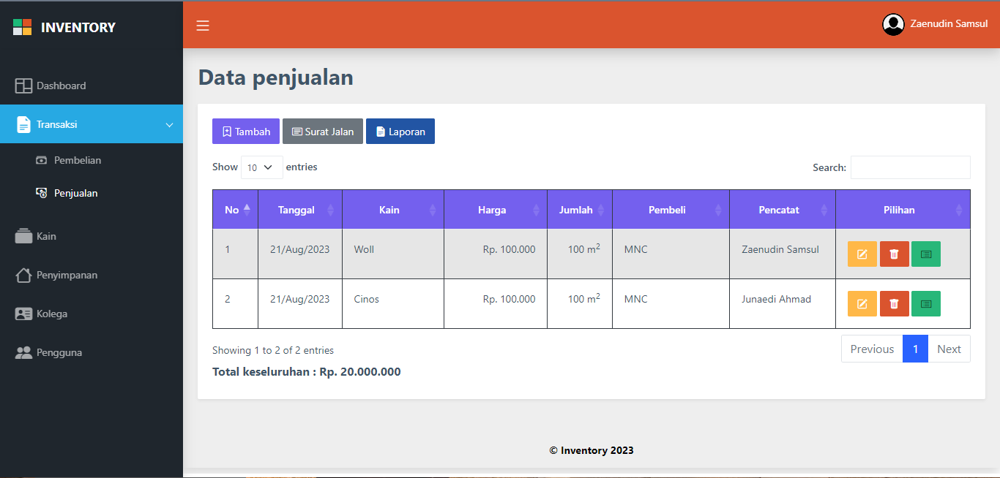 INVENTORY
Zaenudin Samsul
Dashboard
Transaksi
Pembelian
Penjualan
Kain
Penyimpanan
Kolega
Pengguna
Data penjualan
Tambah Surat Jalan Laporan
Show 10 entries Search:
No Tanggal Kain Harga Jumlah Pembeli Pencatat Pilihan
1 21/Aug/2023 Woll Rp. 100.000 100 m² MNC Zaenudin Samsul
2 21/Aug/2023 Cinos Rp. 100.000 100 m² MNC Junaedi Ahmad
Showing 1 to 2 of 2 entries Previous 1 Next
Total keseluruhan : Rp. 20.000.000
© Inventory 2023